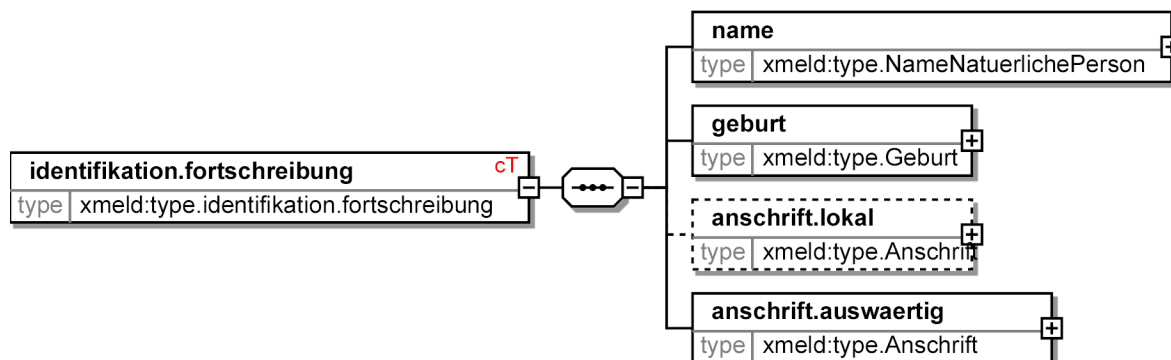 name
type xmeld:type.NameNatuerlichePerson
geburt
type xmeld:type.Geburt
identifikation.fortschreibung cT
type xmeld:type.identifikation.fortschreibung
anschrift.lokal
type xmeld:type.Anschrift
anschrift.auswaertig
type xmeld:type.Anschrift